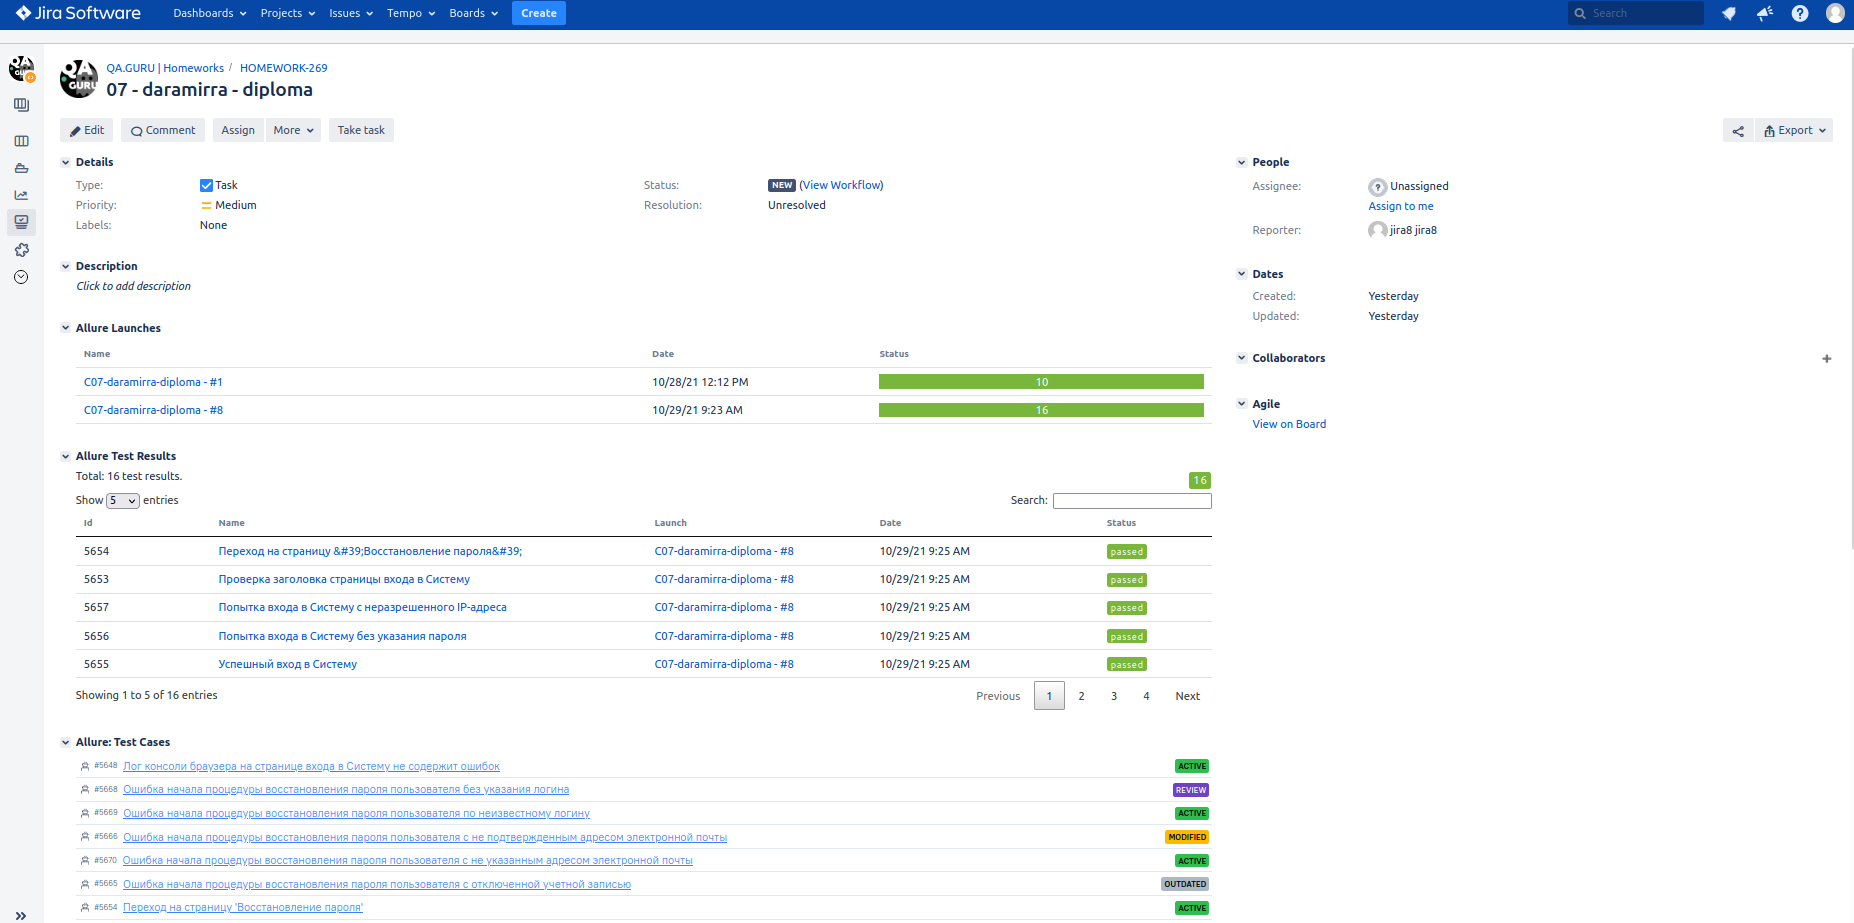 Jira Software Dashboards Projects Issues Tempo Boards Create Search
QA.GURU | Homeworks / HOMEWORK-269
07 - daramirra - diploma
Edit Comment Assign More Take task Export
Details
Type: Task
Priority: Medium
Labels: None
Status: NEW (View Workflow)
Resolution: Unresolved
Description
Click to add description
Allure Launches
Name Date Status
C07-daramirra-diploma - #1 10/28/21 12:12 PM 10
C07-daramirra-diploma - #8 10/29/21 9:23 AM 16
Allure Test Results
Total: 16 test results.
16
Show 5 entries Search:
Id Name Launch Date Status
5654 Переход на страницу &#39;Восстановление пароля&#39; C07-daramirra-diploma - #8 10/29/21 9:25 AM passed
5653 Проверка заголовка страницы входа в Систему C07-daramirra-diploma - #8 10/29/21 9:25 AM passed
5657 Попытка входа в Систему с неразрешенного IP-адреса C07-daramirra-diploma - #8 10/29/21 9:25 AM passed
5656 Попытка входа в Систему без указания пароля C07-daramirra-diploma - #8 10/29/21 9:25 AM passed
5655 Успешный вход в Систему C07-daramirra-diploma - #8 10/29/21 9:25 AM passed
Showing 1 to 5 of 16 entries Previous 1 2 3 4 Next
Allure: Test Cases
#5648 Лог консоли браузера на странице входа в Систему не содержит ошибок ACTIVE
#5668 Ошибка начала процедуры восстановления пароля пользователя без указания логина REVIEW
#5669 Ошибка начала процедуры восстановления пароля пользователя по неизвестному логину ACTIVE
#5666 Ошибка начала процедуры восстановления пароля пользователя с не подтвержденным адресом электронной почты MODIFIED
#5670 Ошибка начала процедуры восстановления пароля пользователя с не указанным адресом электронной почты ACTIVE
#5665 Ошибка начала процедуры восстановления пароля пользователя с отключенной учетной записью OUTDATED
#5654 Переход на страницу 'Восстановление пароля' ACTIVE
People
Assignee: Unassigned
Assign to me
Reporter: jira8 jira8
Dates
Created: Yesterday
Updated: Yesterday
Collaborators
Agile
View on Board